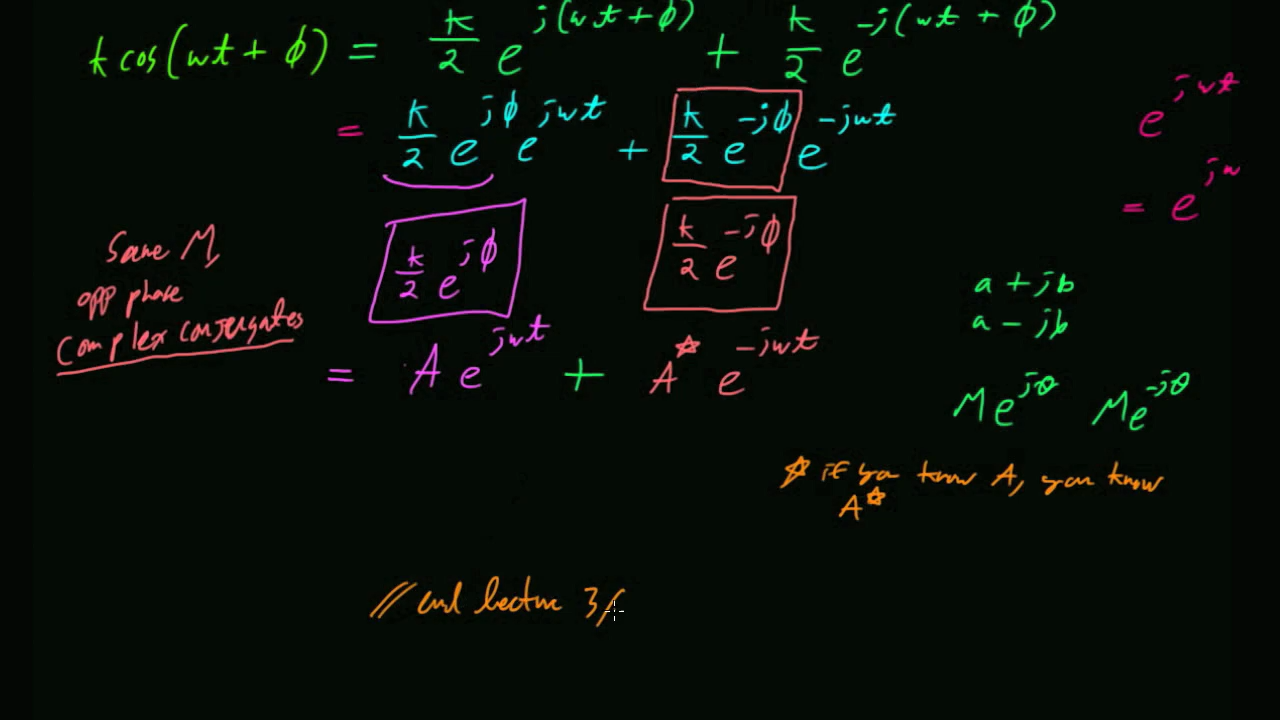 k cos(wt + ϕ) = k/2 e^{j(wt+ϕ)} + k/2 e^{-j(wt+ϕ)}
= k/2 e^{jϕ} e^{jwt} + k/2 e^{-jϕ} e^{-jwt}
e^{jwt}
= e^{jw
k/2 e^{jϕ}
k/2 e^{-jϕ}
Same M,
opp phase
Complex conjugates
a + jb
a - jb
= A e^{jwt} + A^☆ e^{-jwt}
Me^{jθ} Me^{-jθ}
☆ if you know A, you know
A^☆
// end lecture 3/